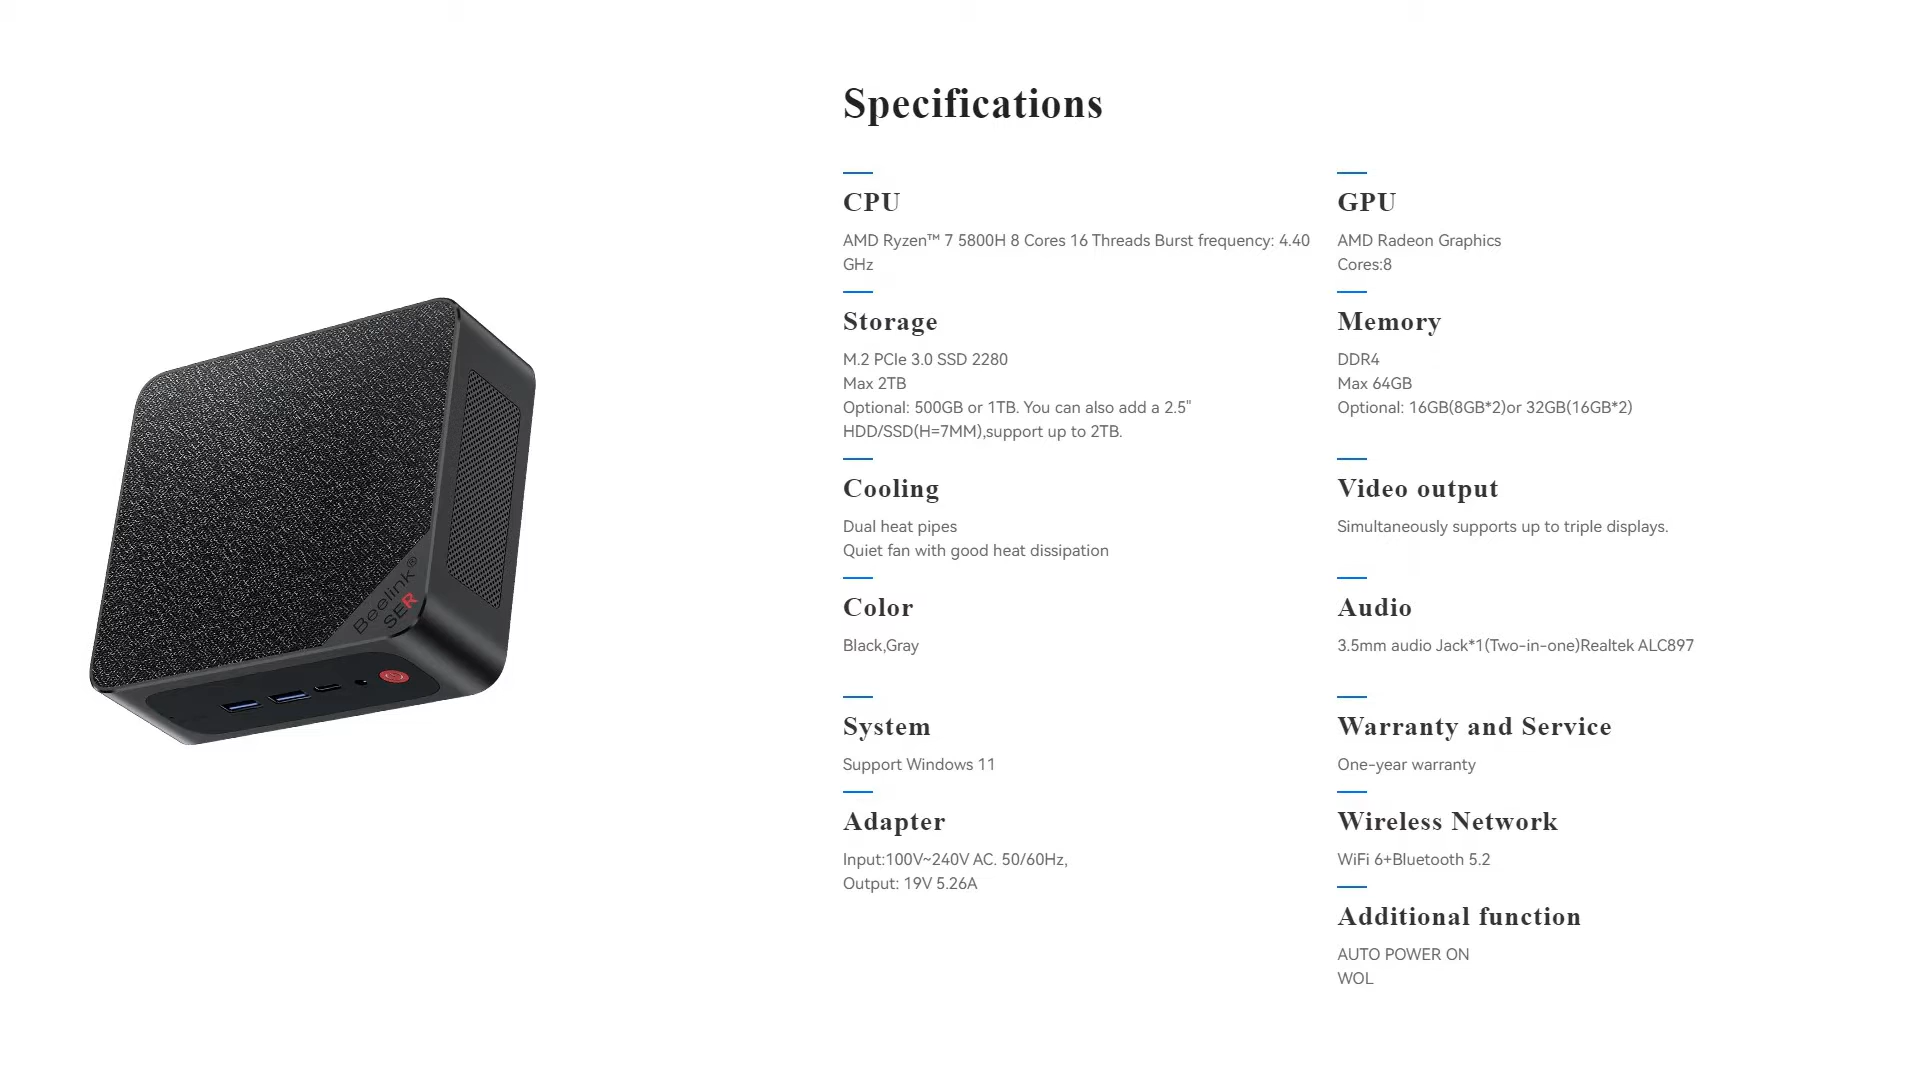 Specifications
CPU
AMD Ryzen™ 7 5800H 8 Cores 16 Threads Burst frequency: 4.40
GHz
GPU
AMD Radeon Graphics
Cores:8
Storage
M.2 PCle 3.0 SSD 2280
Max 2TB
Optional: 500GB or 1TB. You can also add a 2.5"
HDD/SSD(H=7MM),support up to 2TB.
Memory
DDR4
Max 64GB
Optional: 16GB(8GB*2)or 32GB(16GB*2)
Cooling
Dual heat pipes
Quiet fan with good heat dissipation
Video output
Simultaneously supports up to triple displays.
Color
Black,Gray
Audio
3.5mm audio Jack*1(Two-in-one)Realtek ALC897
System
Support Windows 11
Warranty and Service
One-year warranty
Adapter
Input:100V~240V AC. 50/60Hz,
Output: 19V 5.26A
Wireless Network
WiFi 6+Bluetooth 5.2
Additional function
AUTO POWER ON
WOL
Beelink®
SER